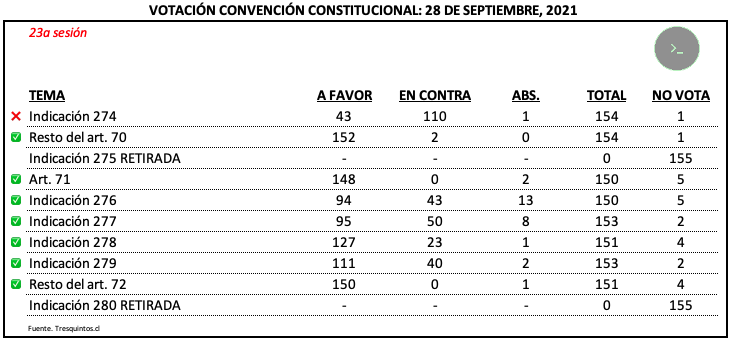 VOTACIÓN CONVENCIÓN CONSTITUCIONAL: 28 DE SEPTIEMBRE, 2021
23a sesión
>_
TEMA A FAVOR EN CONTRA ABS. TOTAL NO VOTA
❌ Indicación 274 43 110 1 154 1
✅ Resto del art. 70 152 2 0 154 1
Indicación 275 RETIRADA - - - 0 155
✅ Art. 71 148 0 2 150 5
✅ Indicación 276 94 43 13 150 5
✅ Indicación 277 95 50 8 153 2
✅ Indicación 278 127 23 1 151 4
✅ Indicación 279 111 40 2 153 2
✅ Resto del art. 72 150 0 1 151 4
Indicación 280 RETIRADA - - - 0 155
Fuente. Tresquintos.cl